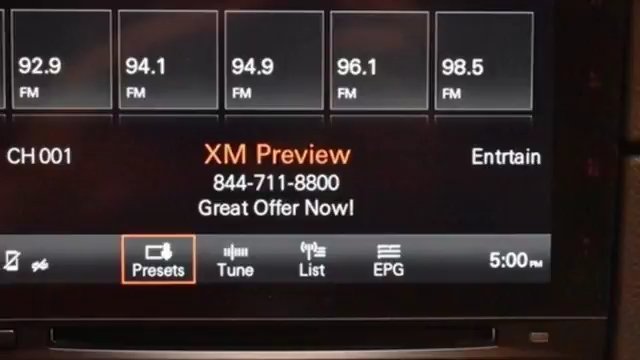 92.9 94.1 94.9 96.1 98.5
FM FM FM FM FM
CH 001 XM Preview Entrtain
844-711-8800
Great Offer Now!
Presets Tune List EPG 5:00 PM